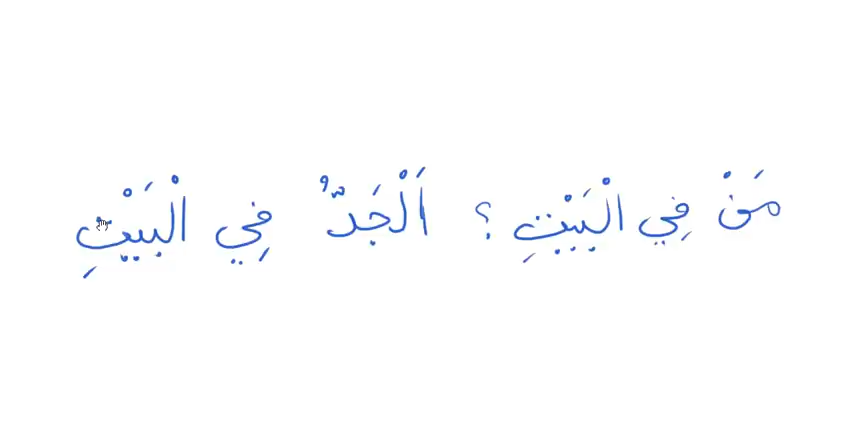 مَنْ فِي الْبَيْتِ؟ اَلْجَدُّ فِي الْبَيْتِ